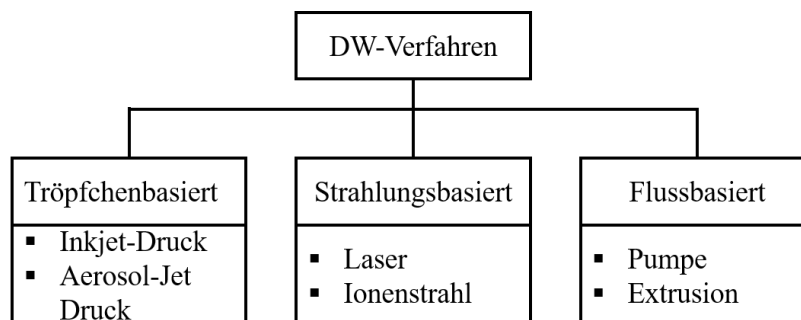 DW-Verfahren
Tröpfchenbasiert
▪ Inkjet-Druck
▪ Aerosol-Jet
Druck
Strahlungsbasiert
▪ Laser
▪ Ionenstrahl
Flussbasiert
▪ Pumpe
▪ Extrusion